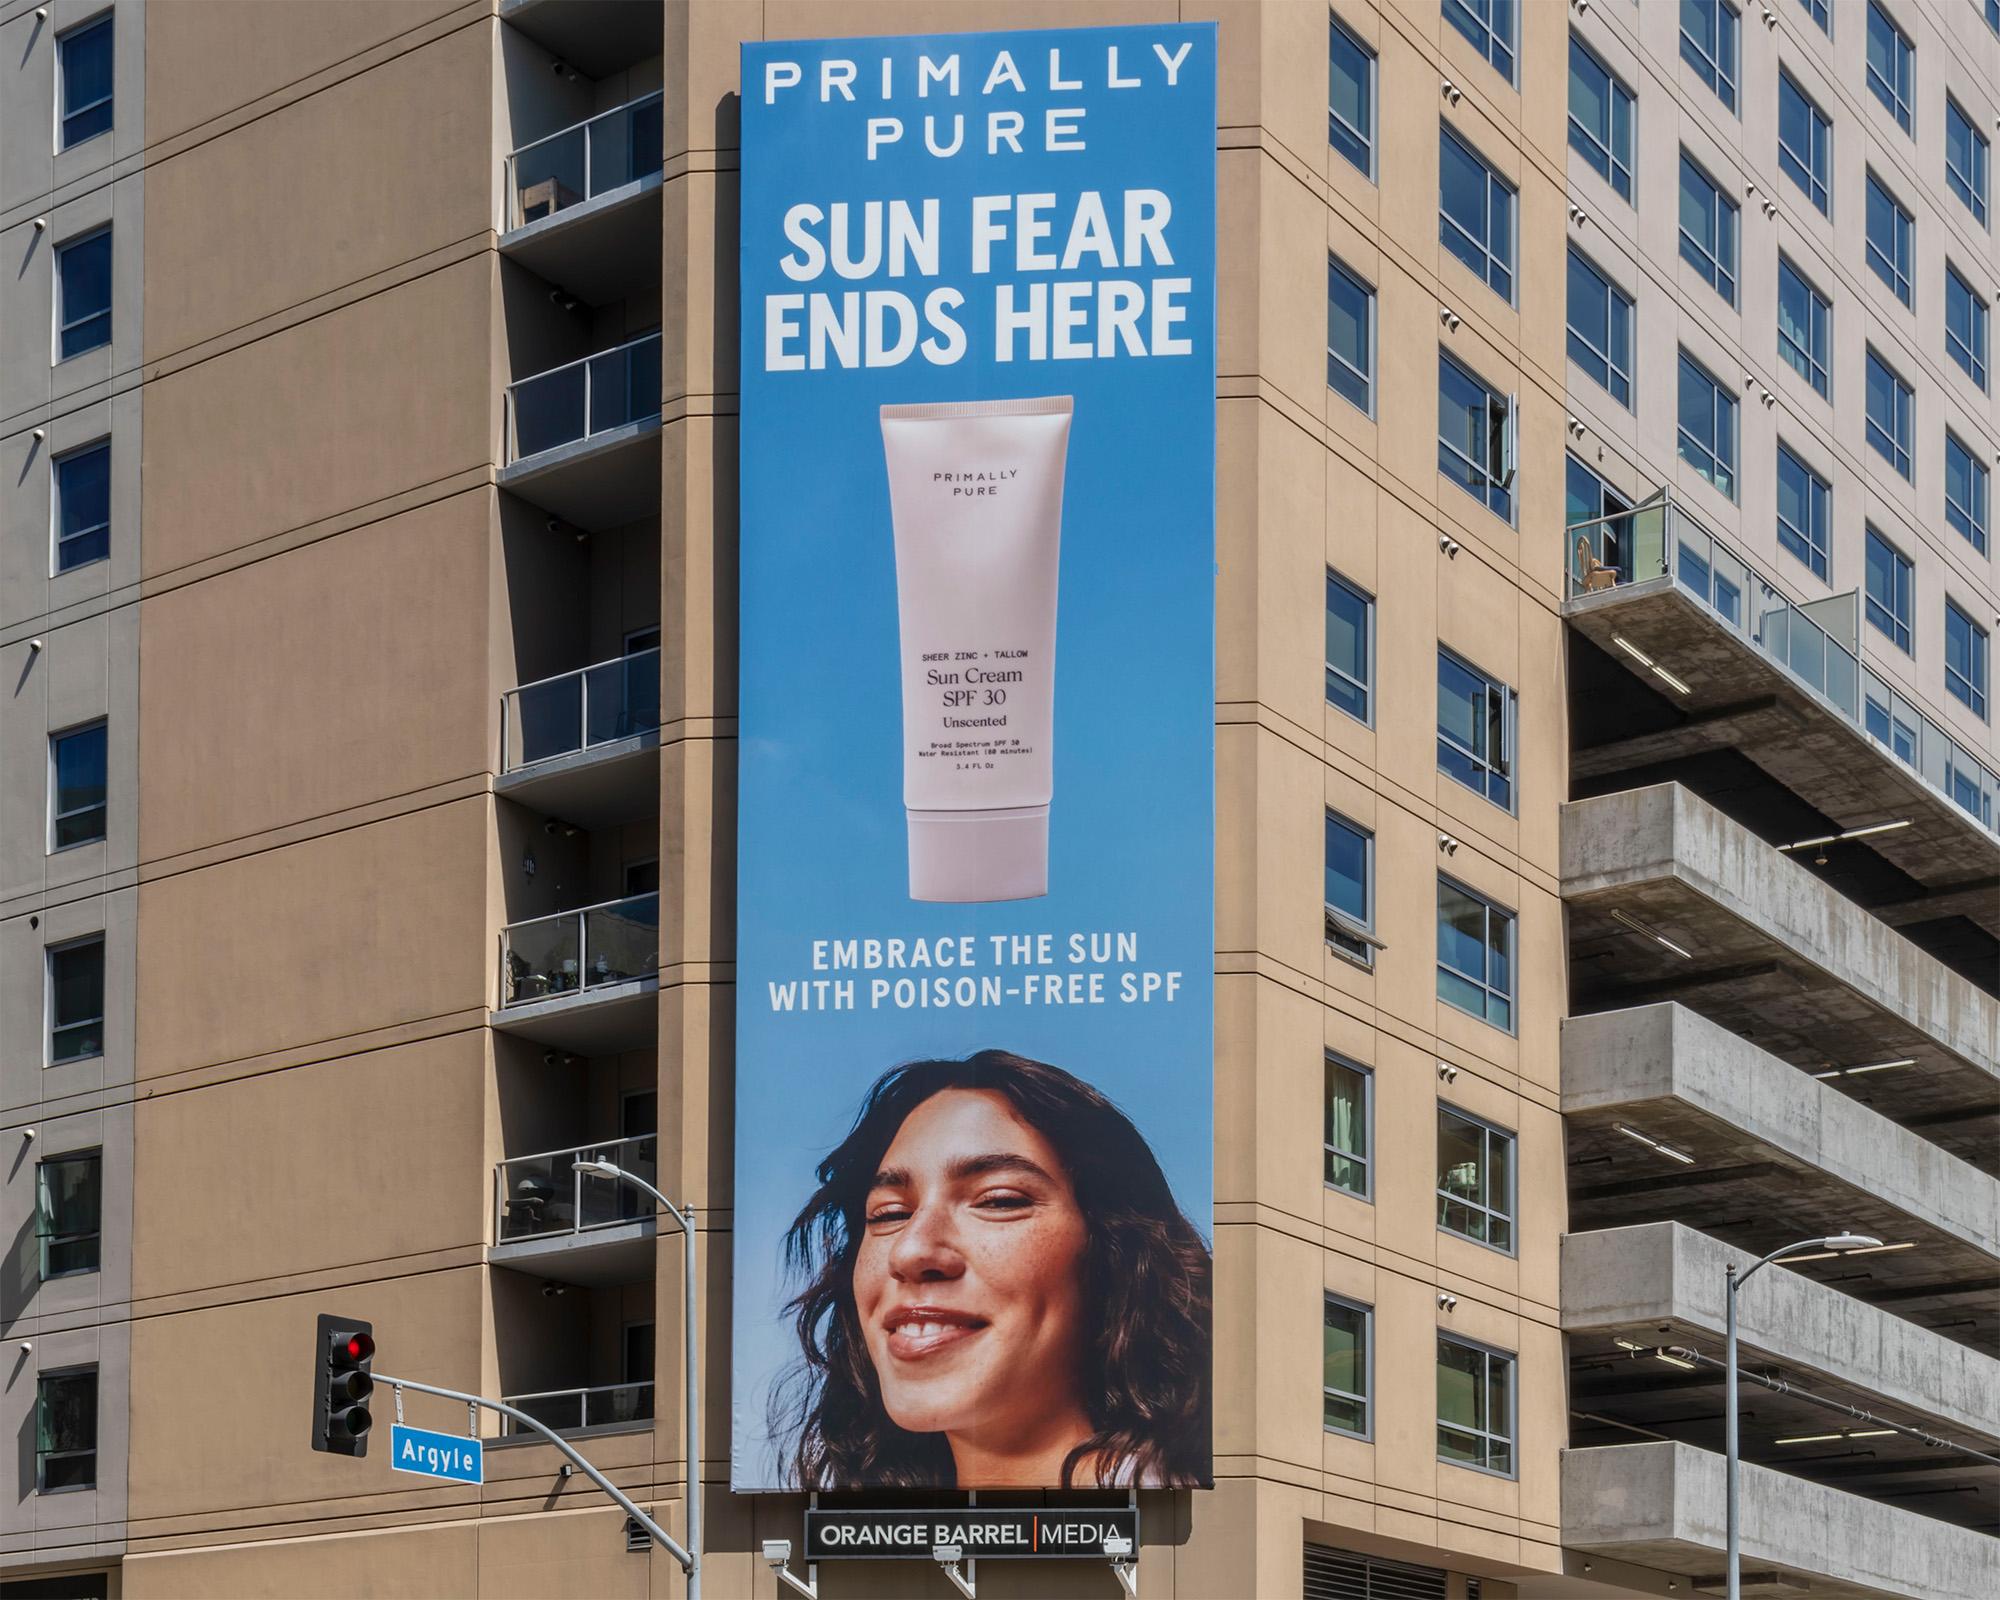 PRIMALLY
PURE
SUN FEAR
ENDS HERE
PRIMALLY
PURE
SHEER ZINC + TALLOW
Sun Cream
SPF 30
Unscented
Broad Spectrum SPF 30
Water Resistant (80 minutes)
3.4 FL Oz
EMBRACE THE SUN
WITH POISON-FREE SPF
Argyle
ORANGE BARREL | MEDIA